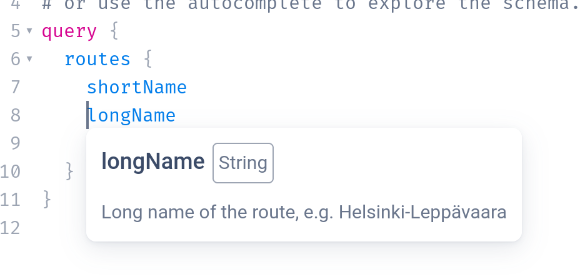 4 # or use the autocomplete to explore the schema.
5 query {
6 routes {
7 shortName
8 longName
9
10 }
11 }
12
longName String
Long name of the route, e.g. Helsinki-Leppävaara